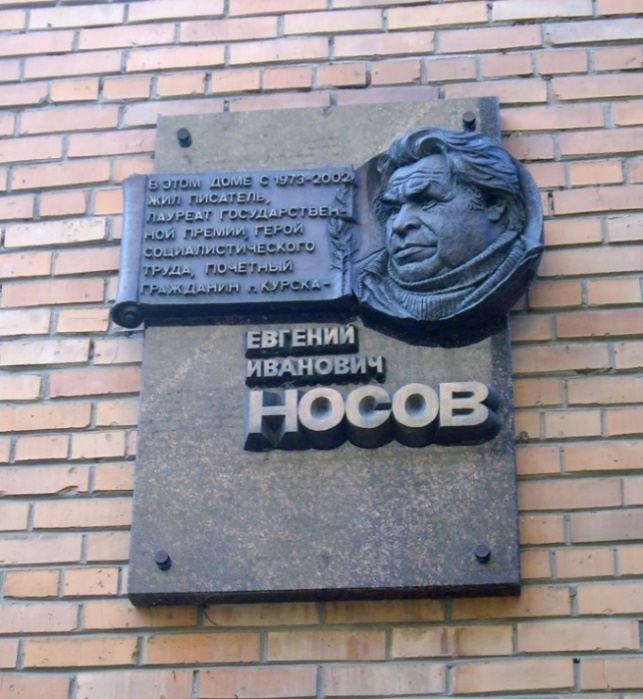 В ЭТОМ ДОМЕ С 1973-2002
ЖИЛ ПИСАТЕЛЬ,
ЛАУРЕАТ ГОСУДАРСТВЕН-
НОЙ ПРЕМИИ, ГЕРОЙ
СОЦИАЛИСТИЧЕСКОГО
ТРУДА, ПОЧЕТНЫЙ
ГРАЖДАНИН г. КУРСКА-
ЕВГЕНИЙ
ИВАНОВИЧ
НОСОВ